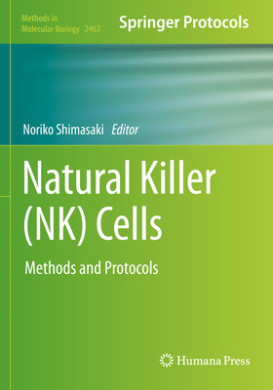 Methods in
Molecular Biology 2463
Springer Protocols
Noriko Shimasaki Editor
Natural Killer
(NK) Cells
Methods and Protocols
Humana Press